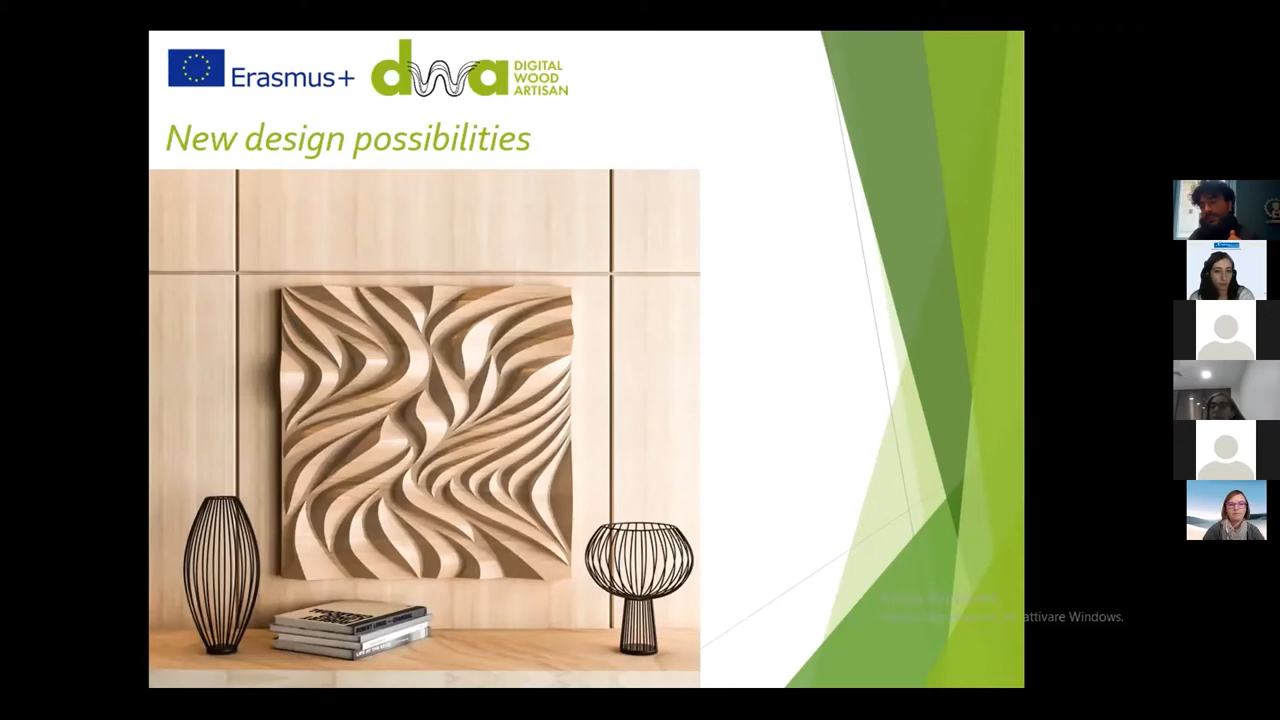 Erasmus+
dwa
DIGITAL
WOOD
ARTISAN
New design possibilities
attivare Windows.